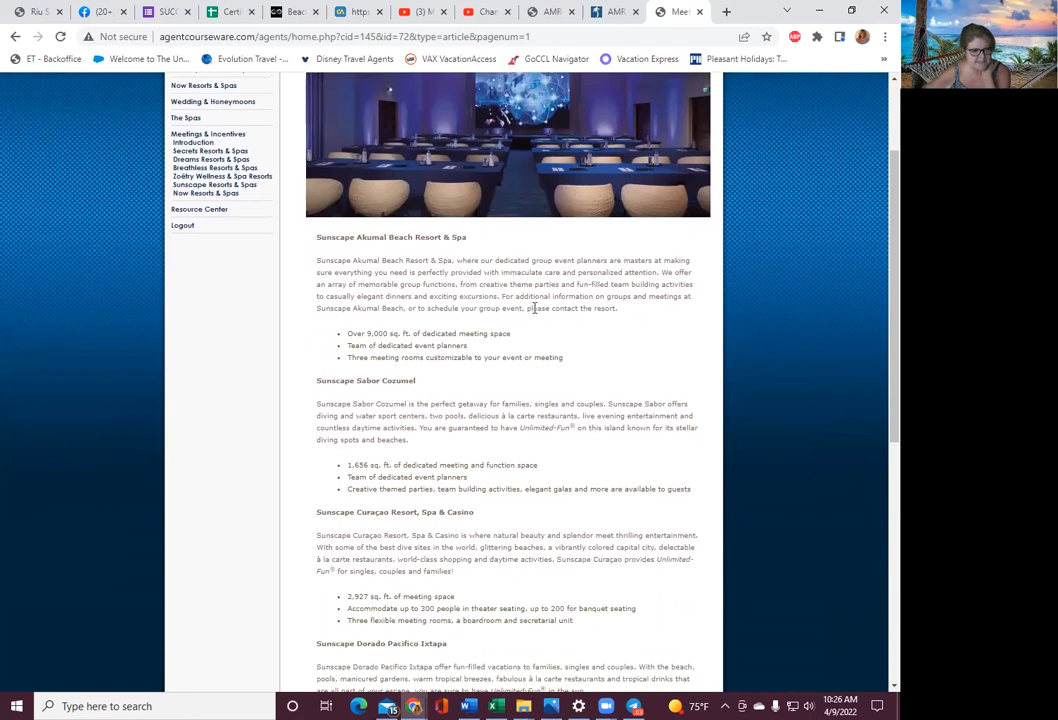 Riu S
(20+
SUCC
Certi
Beac
https
(3) M
Chan
AMR
AMR
Meet
Not secure
agentcourseware.com/agents/home.php?cid=145&id=72&type=article&pagenum=1
ET - Backoffice
Welcome to The Un...
Evolution Travel -...
Disney Travel Agents
VAX VacationAccess
GoCCL Navigator
Vacation Express
Pleasant Holidays: T...
Now Resorts & Spas
Wedding & Honeymoons
The Spas
Meetings & Incentives
Introduction
Secrets Resorts & Spas
Dreams Resorts & Spas
Breathless Resorts & Spas
Zoëtry Wellness & Spa Resorts
Sunscape Resorts & Spas
Now Resorts & Spas
Resource Center
Logout
Sunscape Akumal Beach Resort & Spa
Sunscape Akumal Beach Resort & Spa, where our dedicated group event planners are masters at making
sure everything you need is perfectly provided with immaculate care and personalized attention. We offer
an array of memorable group functions, from creative theme parties and fun-filled team building activities
to casually elegant dinners and exciting excursions. For additional information on groups and meetings at
Sunscape Akumal Beach, or to schedule your group event, please contact the resort.
• Over 9,000 sq. ft. of dedicated meeting space
• Team of dedicated event planners
• Three meeting rooms customizable to your event or meeting
Sunscape Sabor Cozumel
Sunscape Sabor Cozumel is the perfect getaway for families, singles and couples. Sunscape Sabor offers
diving and water sport centers, two pools, delicious à la carte restaurants, live evening entertainment and
countless daytime activities. You are guaranteed to have Unlimited-Fun® on this island known for its stellar
diving spots and beaches.
• 1,656 sq. ft. of dedicated meeting and function space
• Team of dedicated event planners
• Creative themed parties, team building activities, elegant galas and more are available to guests
Sunscape Curaçao Resort, Spa & Casino
Sunscape Curaçao Resort, Spa & Casino is where natural beauty and splendor meet thrilling entertainment.
With some of the best dive sites in the world, glittering beaches, a vibrantly colored capital city, delectable
à la carte restaurants, world-class shopping and daytime activities, Sunscape Curaçao provides Unlimited-
Fun® for singles, couples and families!
• 2,927 sq. ft. of meeting space
• Accommodate up to 300 people in theater seating, up to 200 for banquet seating
• Three flexible meeting rooms, a boardroom and secretarial unit
Sunscape Dorado Pacifico Ixtapa
Sunscape Dorado Pacifico Ixtapa offer fun-filled vacations to families, singles and couples. With the beach,
pools, manicured gardens, warm tropical breezes, fabulous à la carte restaurants and tropical drinks that
are all part of your escape, you are sure to have Unlimited-Fun® in the sun.
Type here to search
75°F
10:26 AM
4/9/2022